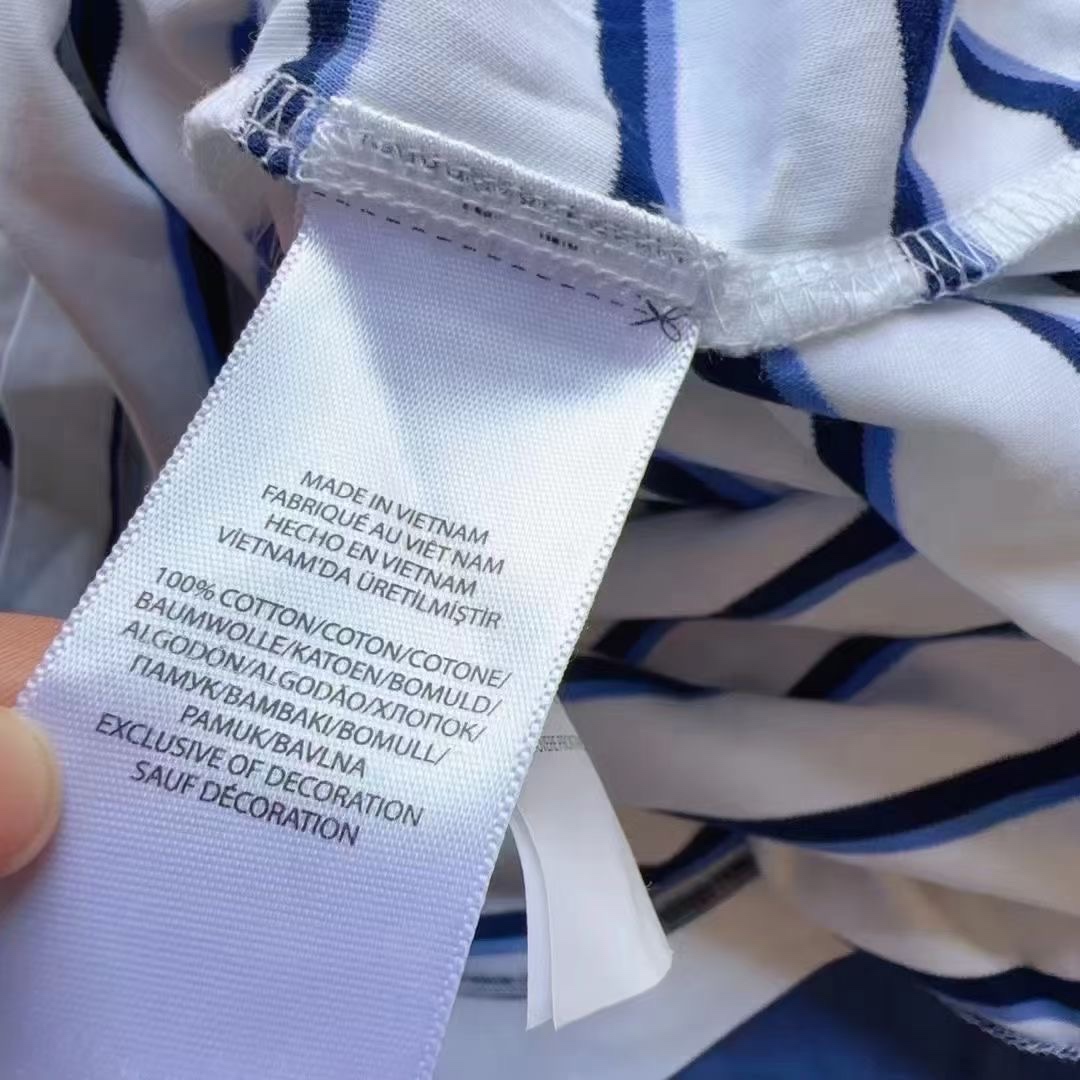 MADE IN VIETNAM
FABRIQUÉ AU VIÊT NAM
HECHO EN VIETNAM
VİETNAM'DA ÜRETİLMİŞTİR
100% COTTON/COTON/COTONE/
BAUMWOLLE/KATOEN/BOMULD/
ALGODÓN/ALGODÃO/ХЛОПОК/
ПАМУК/ΒΑΜΒΑΚΙ/BOMULL/
PAMUK/BAVLNA
EXCLUSIVE OF DECORATION
SAUF DÉCORATION